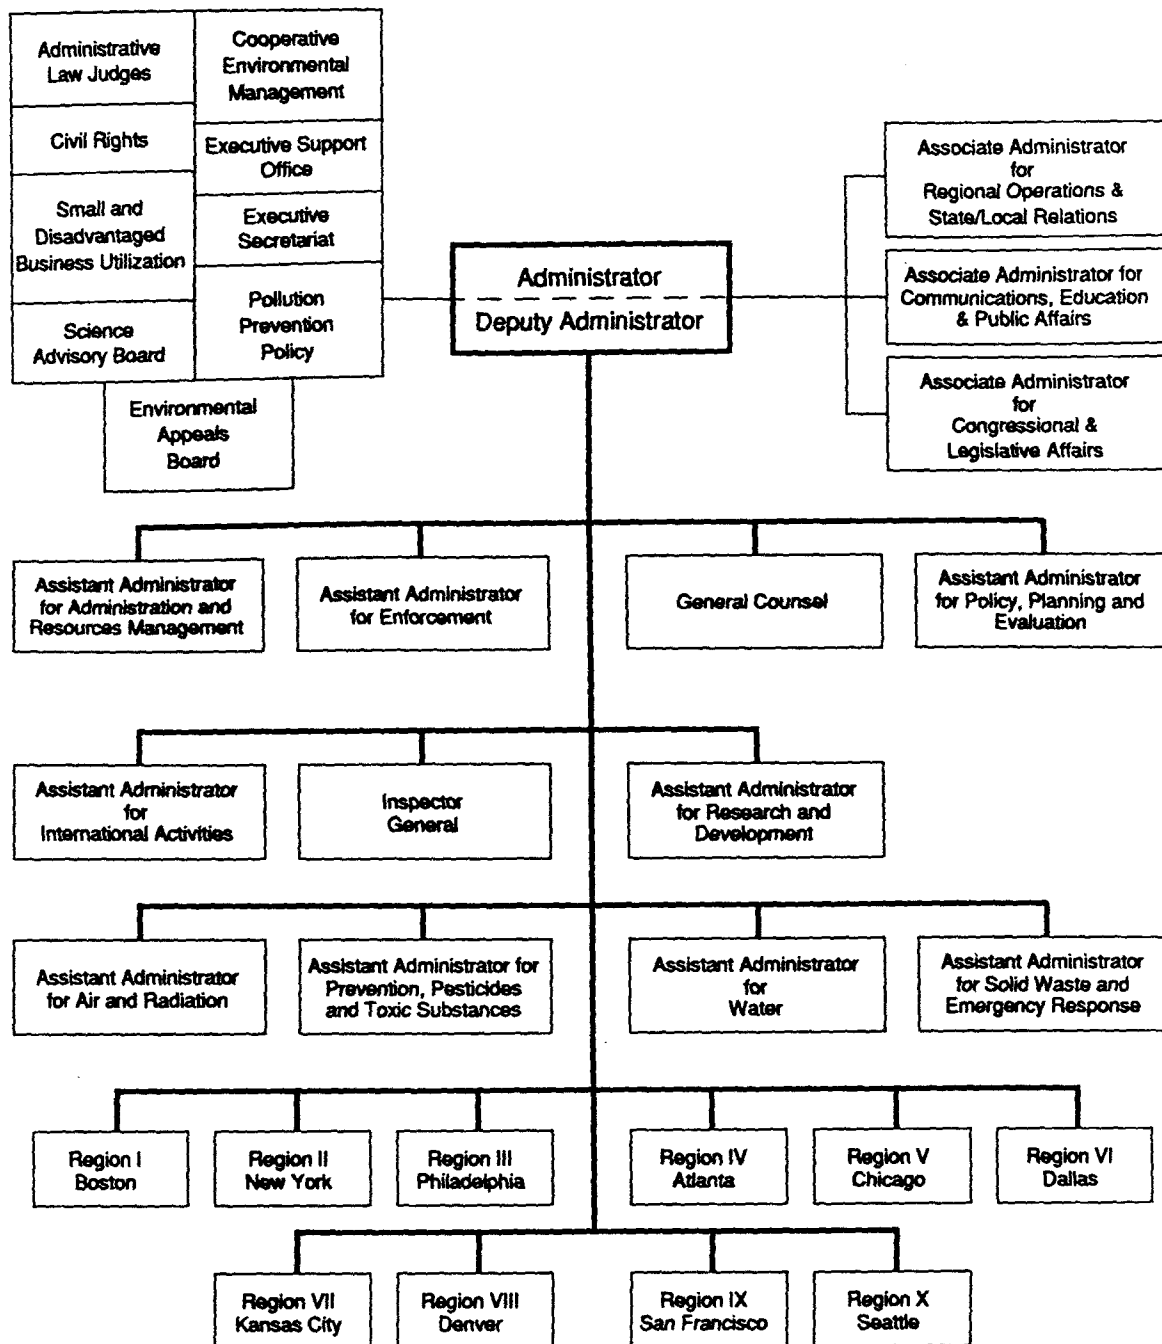 Administrative
Law Judges
Cooperative
Environmental
Management
Civil Rights
Executive Support
Office
Small and
Disadvantaged
Business Utilization
Executive
Secretariat
Science
Advisory Board
Pollution
Prevention
Policy
Environmental
Appeals
Board
Administrator
Deputy Administrator
Associate Administrator
for
Regional Operations &
State/Local Relations
Associate Administrator for
Communications, Education
& Public Affairs
Associate Administrator
for
Congressional &
Legislative Affairs
Assistant Administrator
for Administration and
Resources Management
Assistant Administrator
for Enforcement
General Counsel
Assistant Administrator
for Policy, Planning and
Evaluation
Assistant Administrator
for
International Activities
Inspector
General
Assistant Administrator
for Research and
Development
Assistant Administrator
for Air and Radiation
Assistant Administrator for
Prevention, Pesticides
and Toxic Substances
Assistant Administrator
for
Water
Assistant Administrator
for Solid Waste and
Emergency Response
Region I
Boston
Region II
New York
Region III
Philadelphia
Region IV
Atlanta
Region V
Chicago
Region VI
Dallas
Region VII
Kansas City
Region VIII
Denver
Region IX
San Francisco
Region X
Seattle